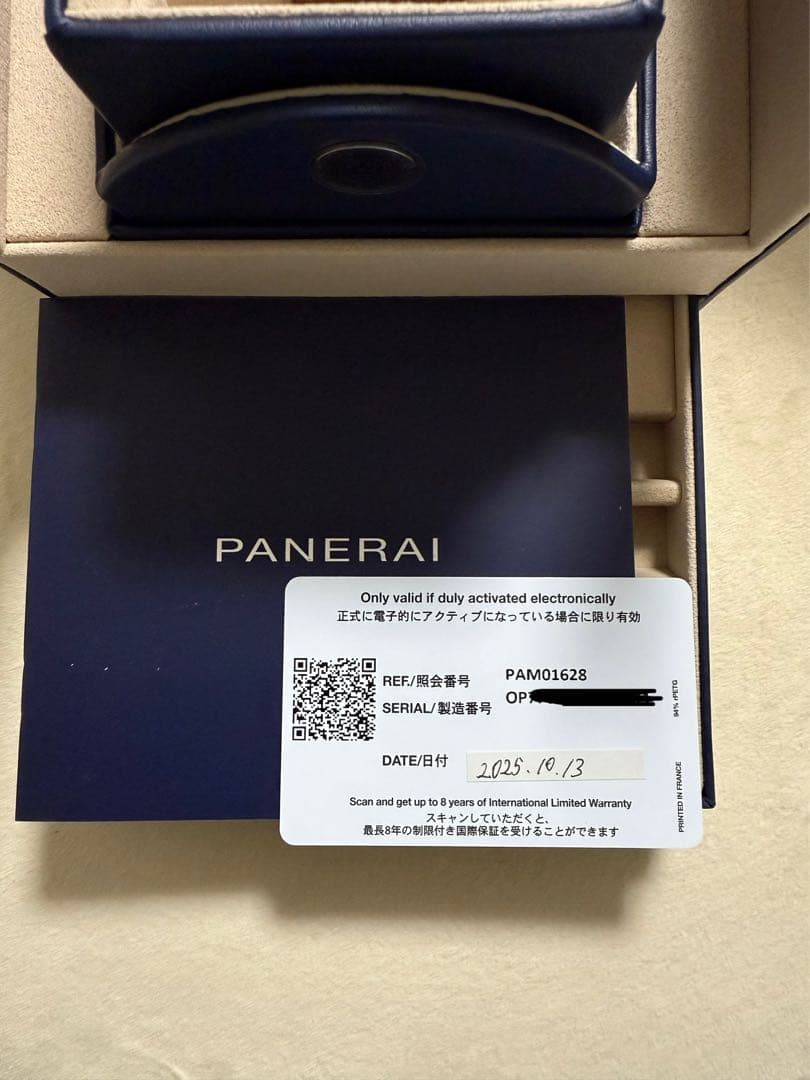 PANERAI
Only valid if duly activated electronically
正式に電子的にアクティブになっている場合に限り有効
REF./照会番号 PAM01628
SERIAL/製造番号 OP
DATE/日付 2025.10.13
Scan and get up to 8 years of International Limited Warranty
スキャンしていただくと、
最長8年の制限付き国際保証を受けることができます
94% rPETG
PRINTED IN FRANCE